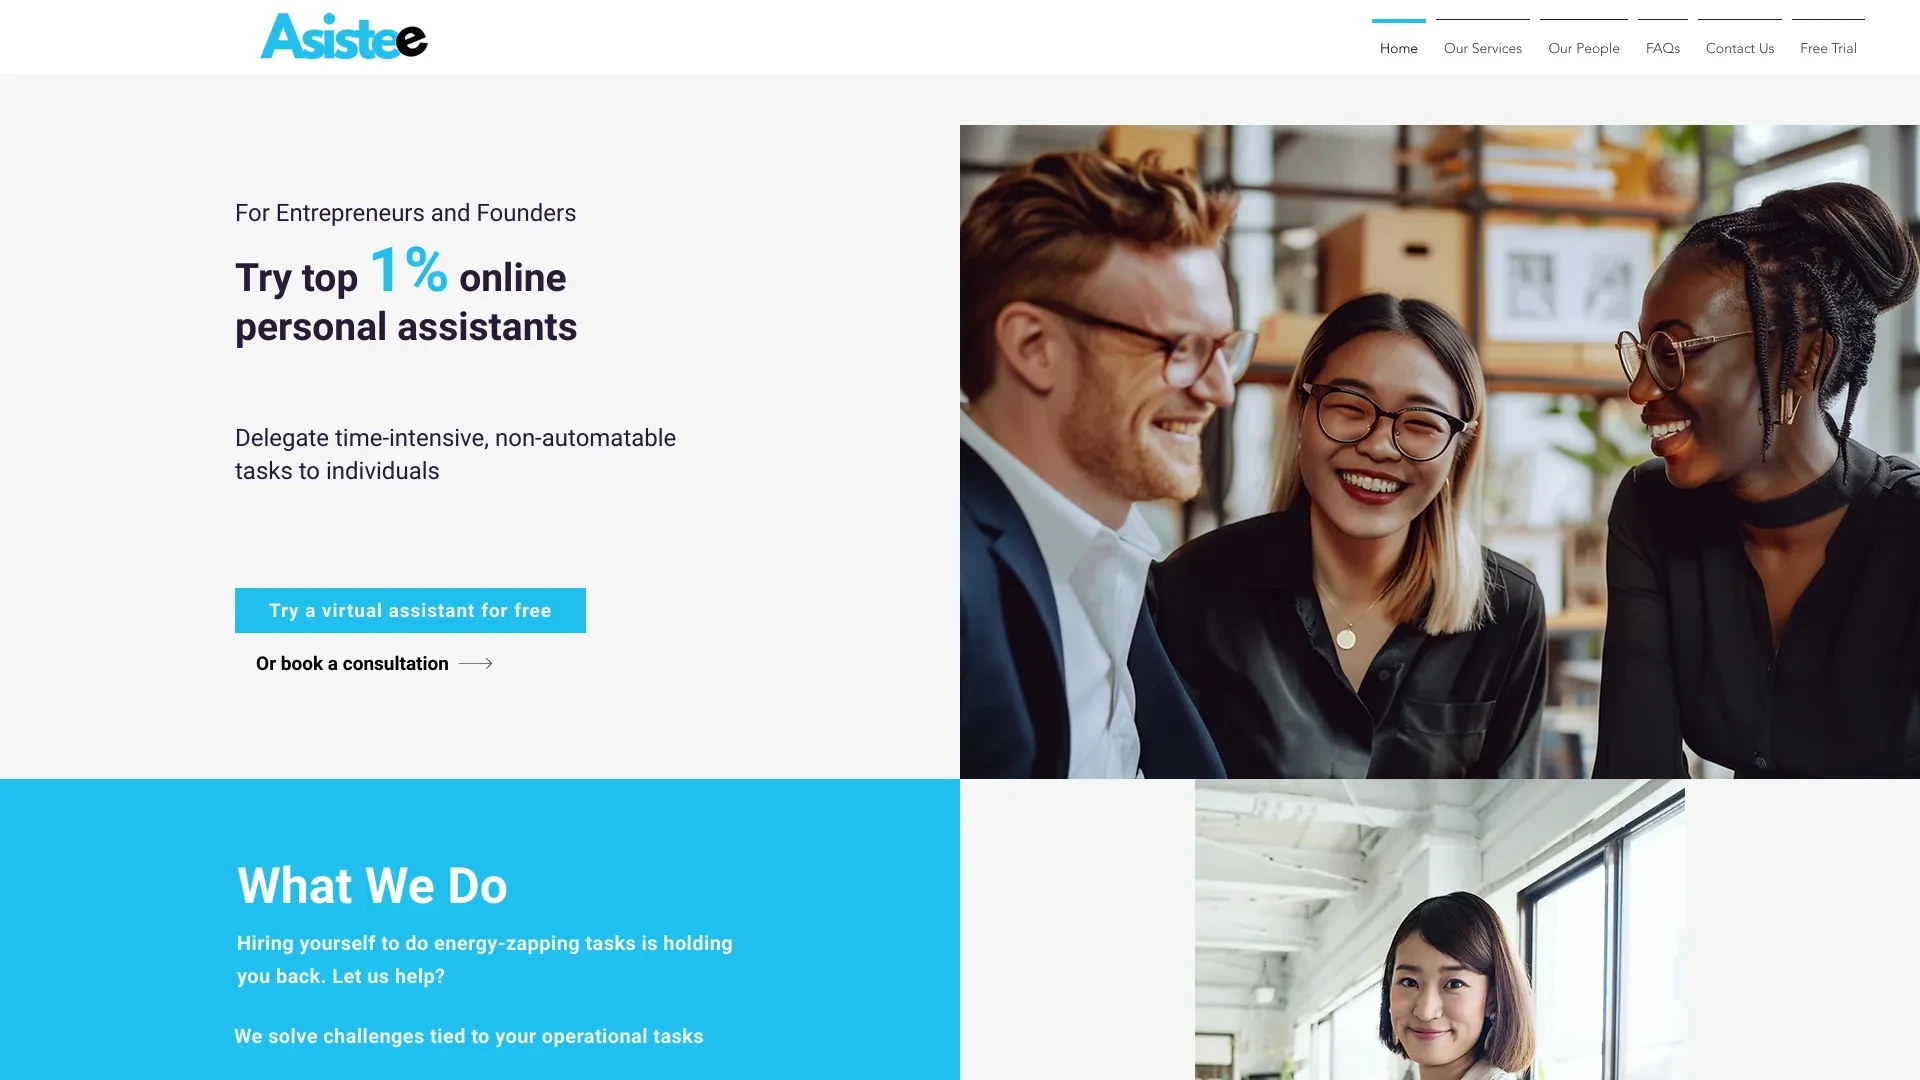 Asistee
Home
Our Services
Our People
FAQs
Contact Us
Free Trial
For Entrepreneurs and Founders
Try top 1% online
personal assistants
Delegate time-intensive, non-automatable
tasks to individuals
Try a virtual assistant for free
Or book a consultation
What We Do
Hiring yourself to do energy-zapping tasks is holding
you back. Let us help?
We solve challenges tied to your operational tasks